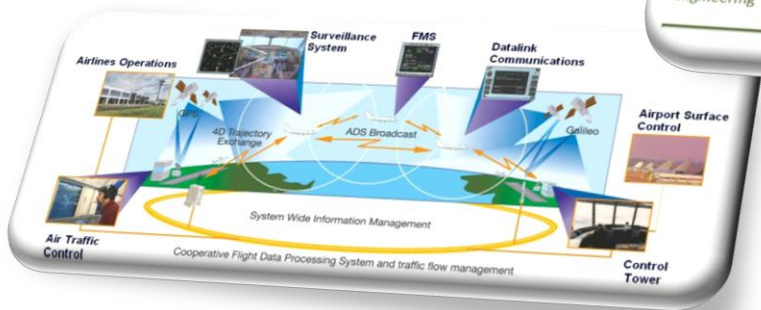 Engineering
Surveillance
System
FMS
Datalink
Communications
Airlines Operations
GPS
4D Trajectory
Exchange
ADS Broadcast
Galileo
Airport Surface
Control
System Wide Information Management
Air Traffic
Control
Control
Tower
Cooperative Flight Data Processing System and traffic flow management